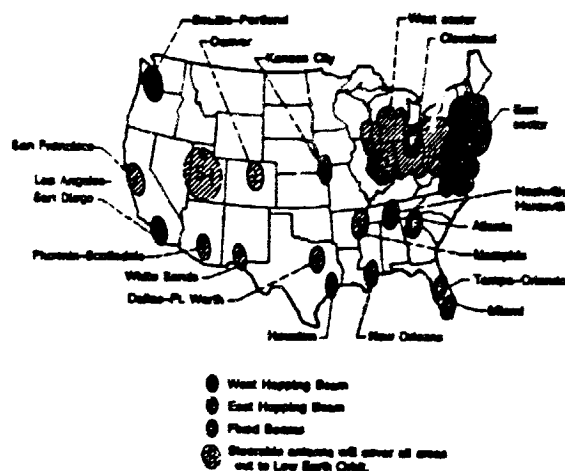 Seattle-Portland
Denver
Kansas City
West sector
Cleveland
East
sector
San Francisco
Los Angeles-
San Diego
Phoenix-Scottsdale
White Sands
Dallas-Ft. Worth
Houston
New Orleans
Nashville
Huntsville
Atlanta
Memphis
Tampa-Orlando
Miami
West Hopping Beam
East Hopping Beam
Fixed Beams
Steerable antenna will cover all areas
out to Low Earth Orbit.